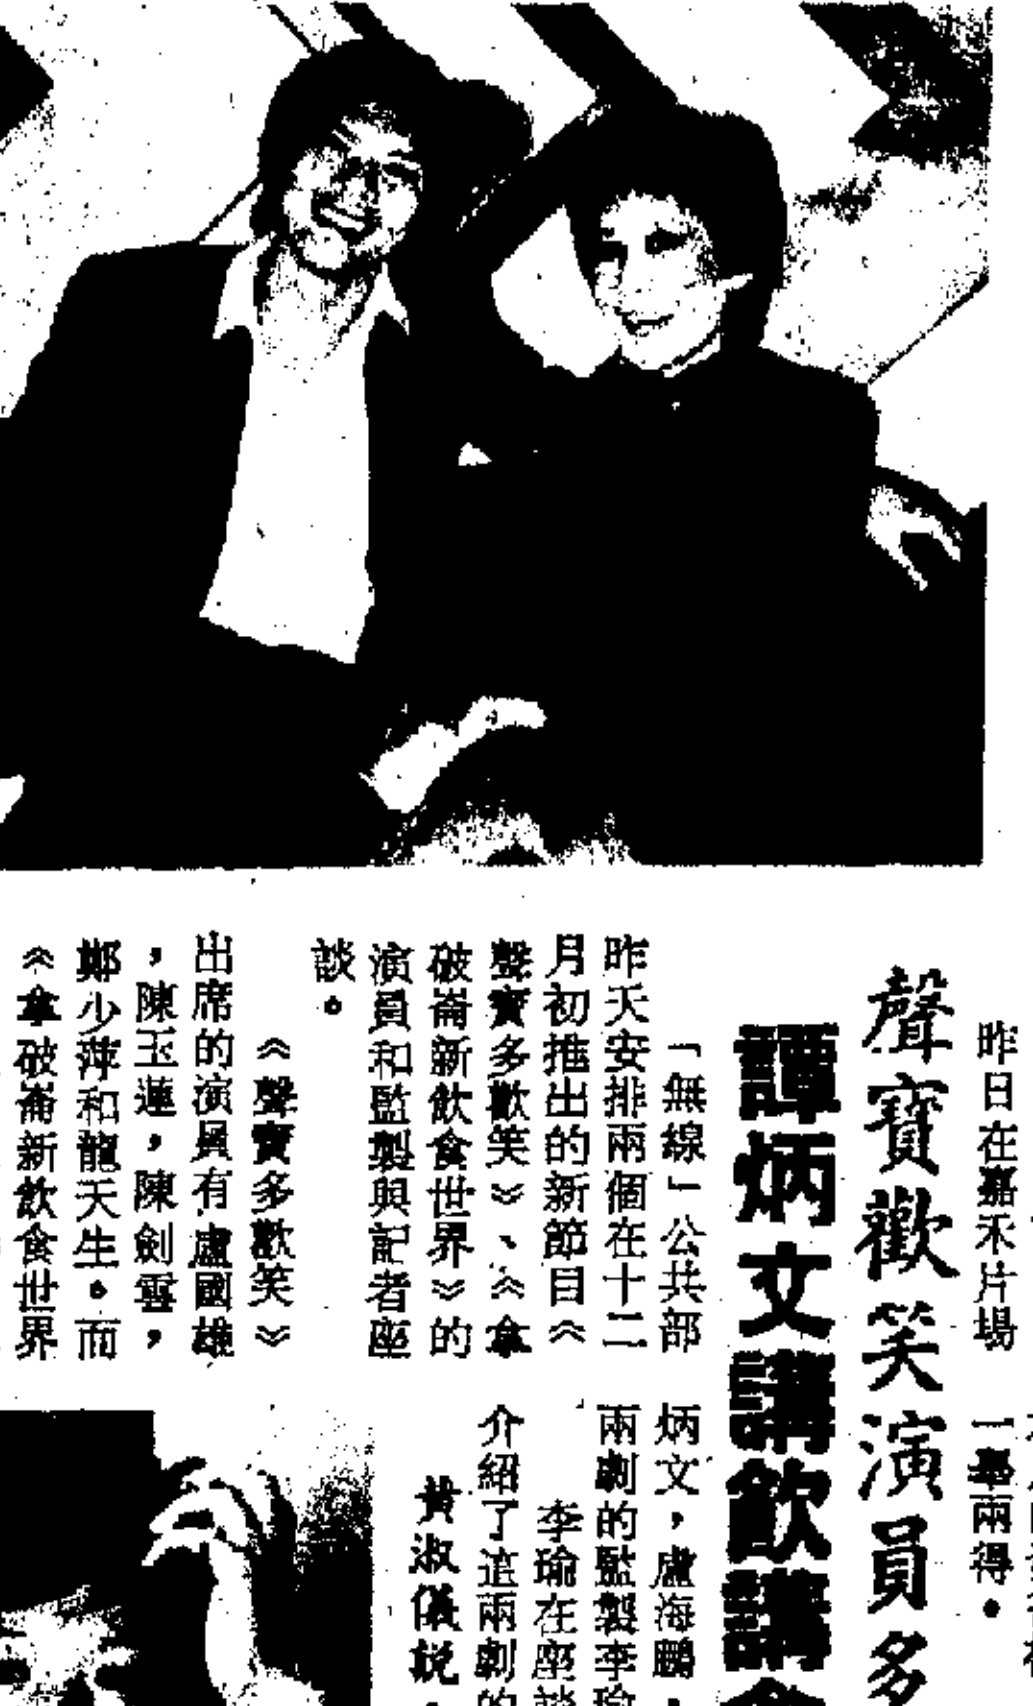 昨日在嘉禾片場
一舉兩得。
聲寶歡笑演員多
譚炳文講飲講食
「無線」公共部
昨天安排兩個在十二
月初推出的新節目《
聲寶多歡笑》、《拿
破崙新飲食世界》的
演員和監製與記者座
談。
《聲寶多歡笑》
出席的演員有盧國雄
,陳玉蓮,陳劍雲,
鄭少萍和龍天生。而
《拿破崙新飲食世界
炳文,盧海鵬,
兩劇的監製李瑜
李瑜在座談
介紹了這兩劇的
黃淑儀説,